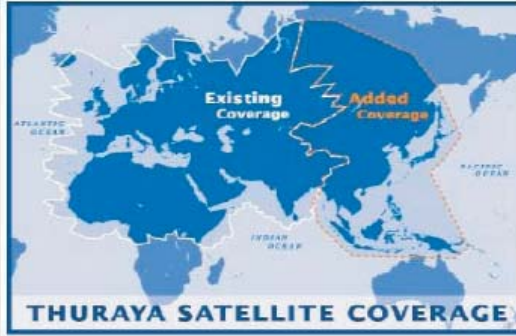 Existing
Coverage
Added
Coverage
ATLANTIC
OCEAN
PACIFIC
OCEAN
INDIAN
OCEAN
THURAYA SATELLITE COVERAGE